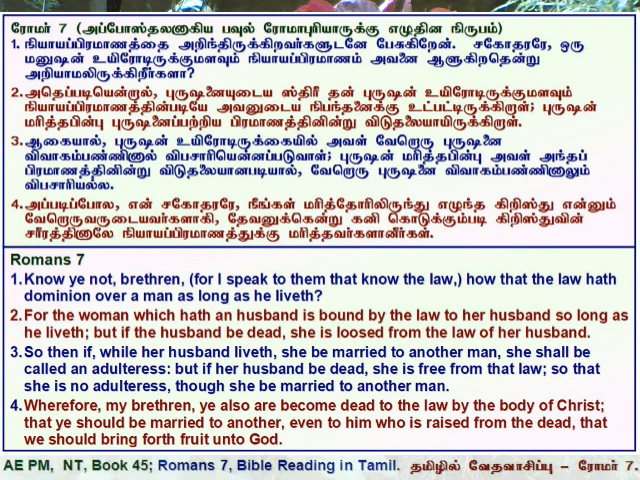 ரோமர் 7 (அப்போஸ்தலனாகிய பவுல் ரோமாபுரியாருக்கு எழுதின நிருபம்)
1. நியாயப்பிரமாணத்தை அறிந்திருக்கிறவர்களுடனே பேசுகிறேன். சகோதரரே, ஒரு
மனுஷன் உயிரோடிருக்குமளவும் நியாயப்பிரமாணம் அவனை ஆளுகிறதென்று
அறியாமலிருக்கிறீர்களா?
2. அதெப்படியென்றால், புருஷனையுடைய ஸ்திரீ தன் புருஷன் உயிரோடிருக்குமளவும்
நியாயப்பிரமாணத்தின்படியே அவனுடைய நிபந்தனைக்கு உட்பட்டிருக்கிறாள்; புருஷன்
மரித்தபின்பு புருஷனைப்பற்றிய பிரமாணத்தினின்று விடுதலையாயிருக்கிறாள்.
3. ஆகையால், புருஷன் உயிரோடிருக்கையில் அவள் வேறொரு புருஷனை
விவாகம்பண்ணினால் விபசாரியென்னப்படுவாள்; புருஷன் மரித்தபின்பு அவள் அந்தப்
பிரமாணத்தினின்று விடுதலையானபடியால், வேறொரு புருஷனை விவாகம்பண்ணினாலும்
விபசாரியல்ல.
4. அப்படிப்போல, என் சகோதரரே, நீங்கள் மரித்தோரிலிருந்து எழுந்த கிறிஸ்து என்னும்
வேறொருவருடையவர்களாகி, தேவனுக்கென்று கனி கொடுக்கும்படி கிறிஸ்துவின்
சரீரத்தினாலே நியாயப்பிரமாணத்துக்கு மரித்தவர்களானீர்கள்.
Romans 7
1. Know ye not, brethren, (for I speak to them that know the law,) how that the law hath
dominion over a man as long as he liveth?
2. For the woman which hath an husband is bound by the law to her husband so long as
he liveth; but if the husband be dead, she is loosed from the law of her husband.
3. So then if, while her husband liveth, she be married to another man, she shall be
called an adulteress: but if her husband be dead, she is free from that law; so that
she is no adulteress, though she be married to another man.
4. Wherefore, my brethren, ye also are become dead to the law by the body of Christ;
that ye should be married to another, even to him who is raised from the dead, that
we should bring forth fruit unto God.
AE PM, NT, Book 45; Romans 7, Bible Reading in Tamil. தமிழில் வேதவாசிப்பு – ரோமர் 7.